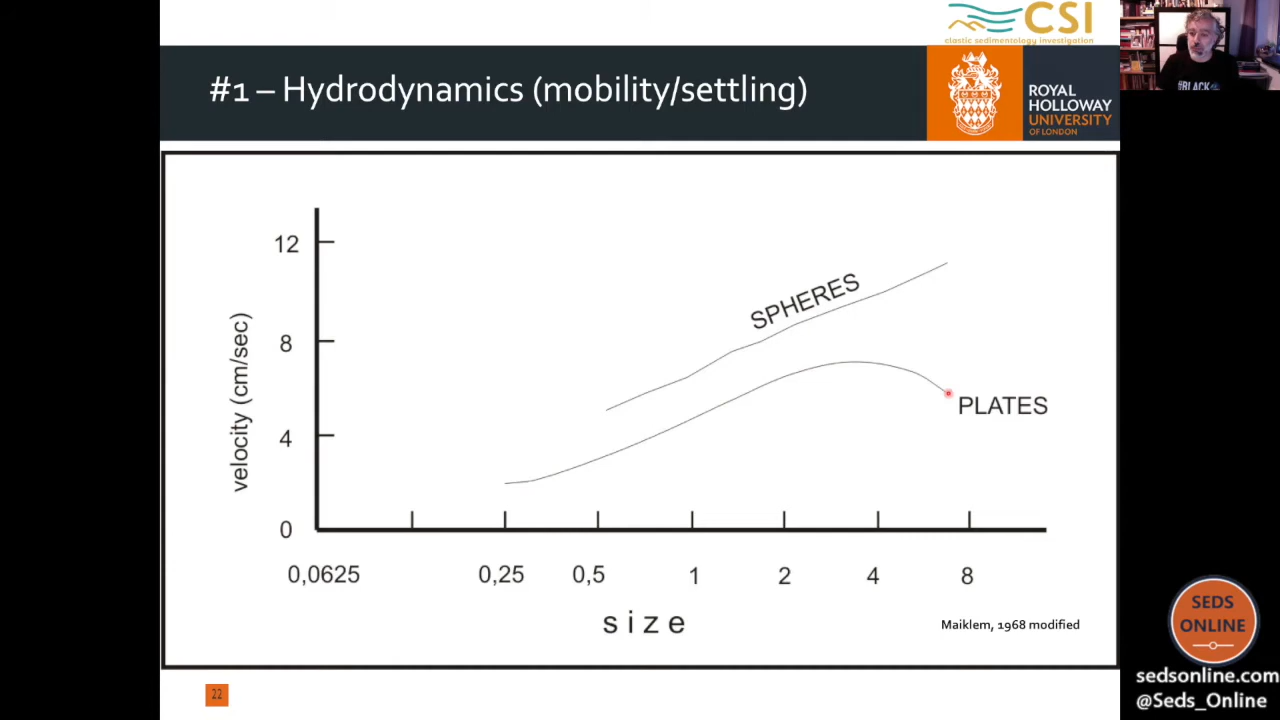 CSI
clastic sedimentology investigation
#1 – Hydrodynamics (mobility/settling)
ROYAL
HOLLOWAY
UNIVERSITY
OF LONDON
#BLACK
12
8
4
0
velocity (cm/sec)
SPHERES
PLATES
0,0625
0,25
0,5
1
2
4
8
size
Maiklem, 1968 modified
22
SEDS
ONLINE
sedsonline.com
@Seds_Online